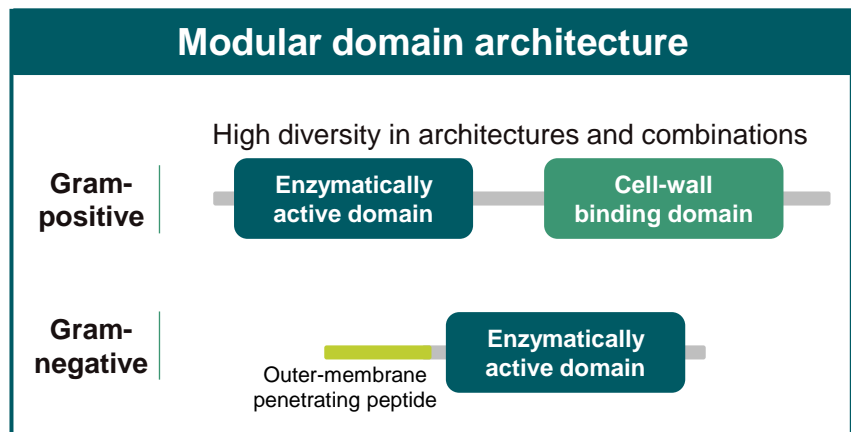 Modular domain architecture
High diversity in architectures and combinations
Gram-
positive
Enzymatically
active domain
Cell-wall
binding domain
Gram-
negative
Enzymatically
active domain
Outer-membrane
penetrating peptide